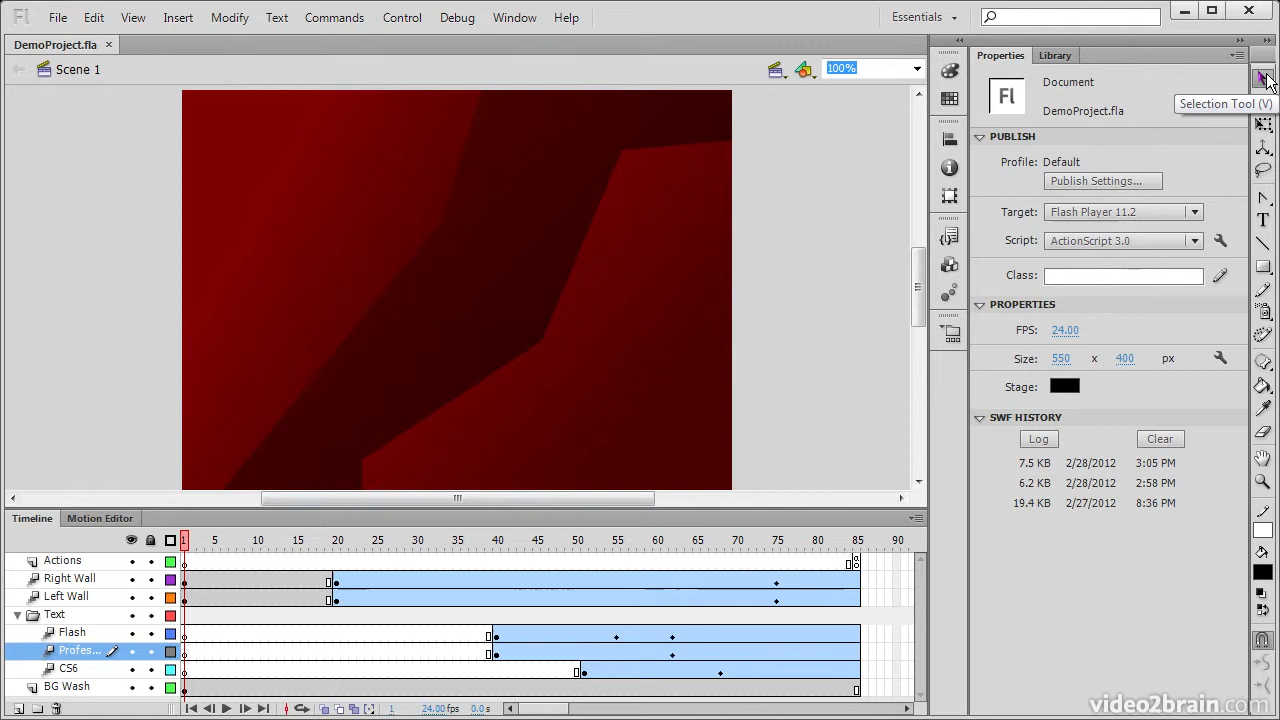 Fl File Edit View Insert Modify Text Commands Control Debug Window Help Essentials
DemoProject.fla ×
Scene 1 100%
Properties Library
Fl
Document
DemoProject.fla
Selection Tool (V)
PUBLISH
Profile: Default
Publish Settings...
Target: Flash Player 11.2
Script: ActionScript 3.0
Class:
PROPERTIES
FPS: 24.00
Size: 550 x 400 px
Stage:
SWF HISTORY
Log Clear
7.5 KB 2/28/2012 3:05 PM
6.2 KB 2/28/2012 2:58 PM
19.4 KB 2/27/2012 8:36 PM
Timeline Motion Editor
1 5 10 15 20 25 30 35 40 45 50 55 60 65 70 75 80 85 90
Actions
Right Wall
Left Wall
Text
Flash
Profes...
CS6
BG Wash
1 24.00 fps 0.0 s
video2brain.com